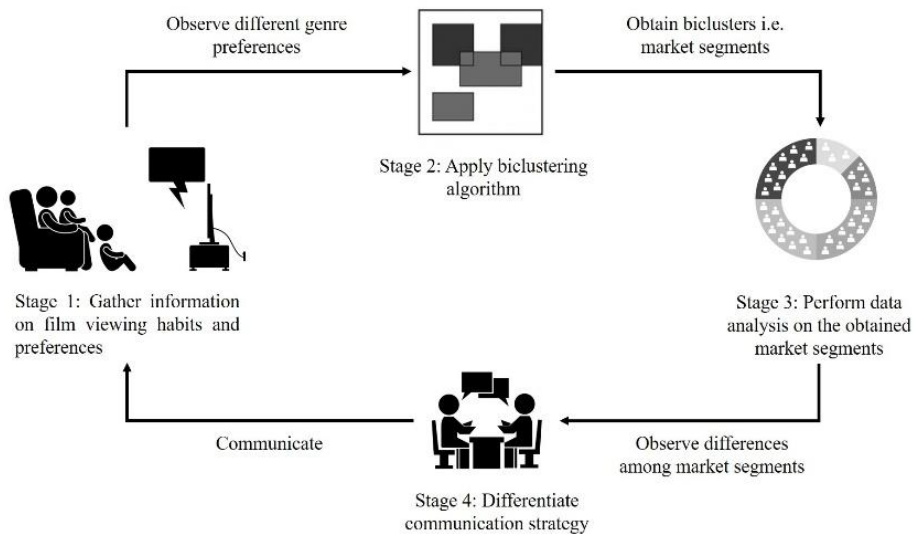 Observe different genre
preferences
Obtain biclusters i.e.
market segments
Stage 2: Apply biclustering
algorithm
Stage 1: Gather information
on film viewing habits and
preferences
Stage 3: Perform data
analysis on the obtained
market segments
Communicate
Observe differences
among market segments
Stage 4: Differentiate
communication strategy